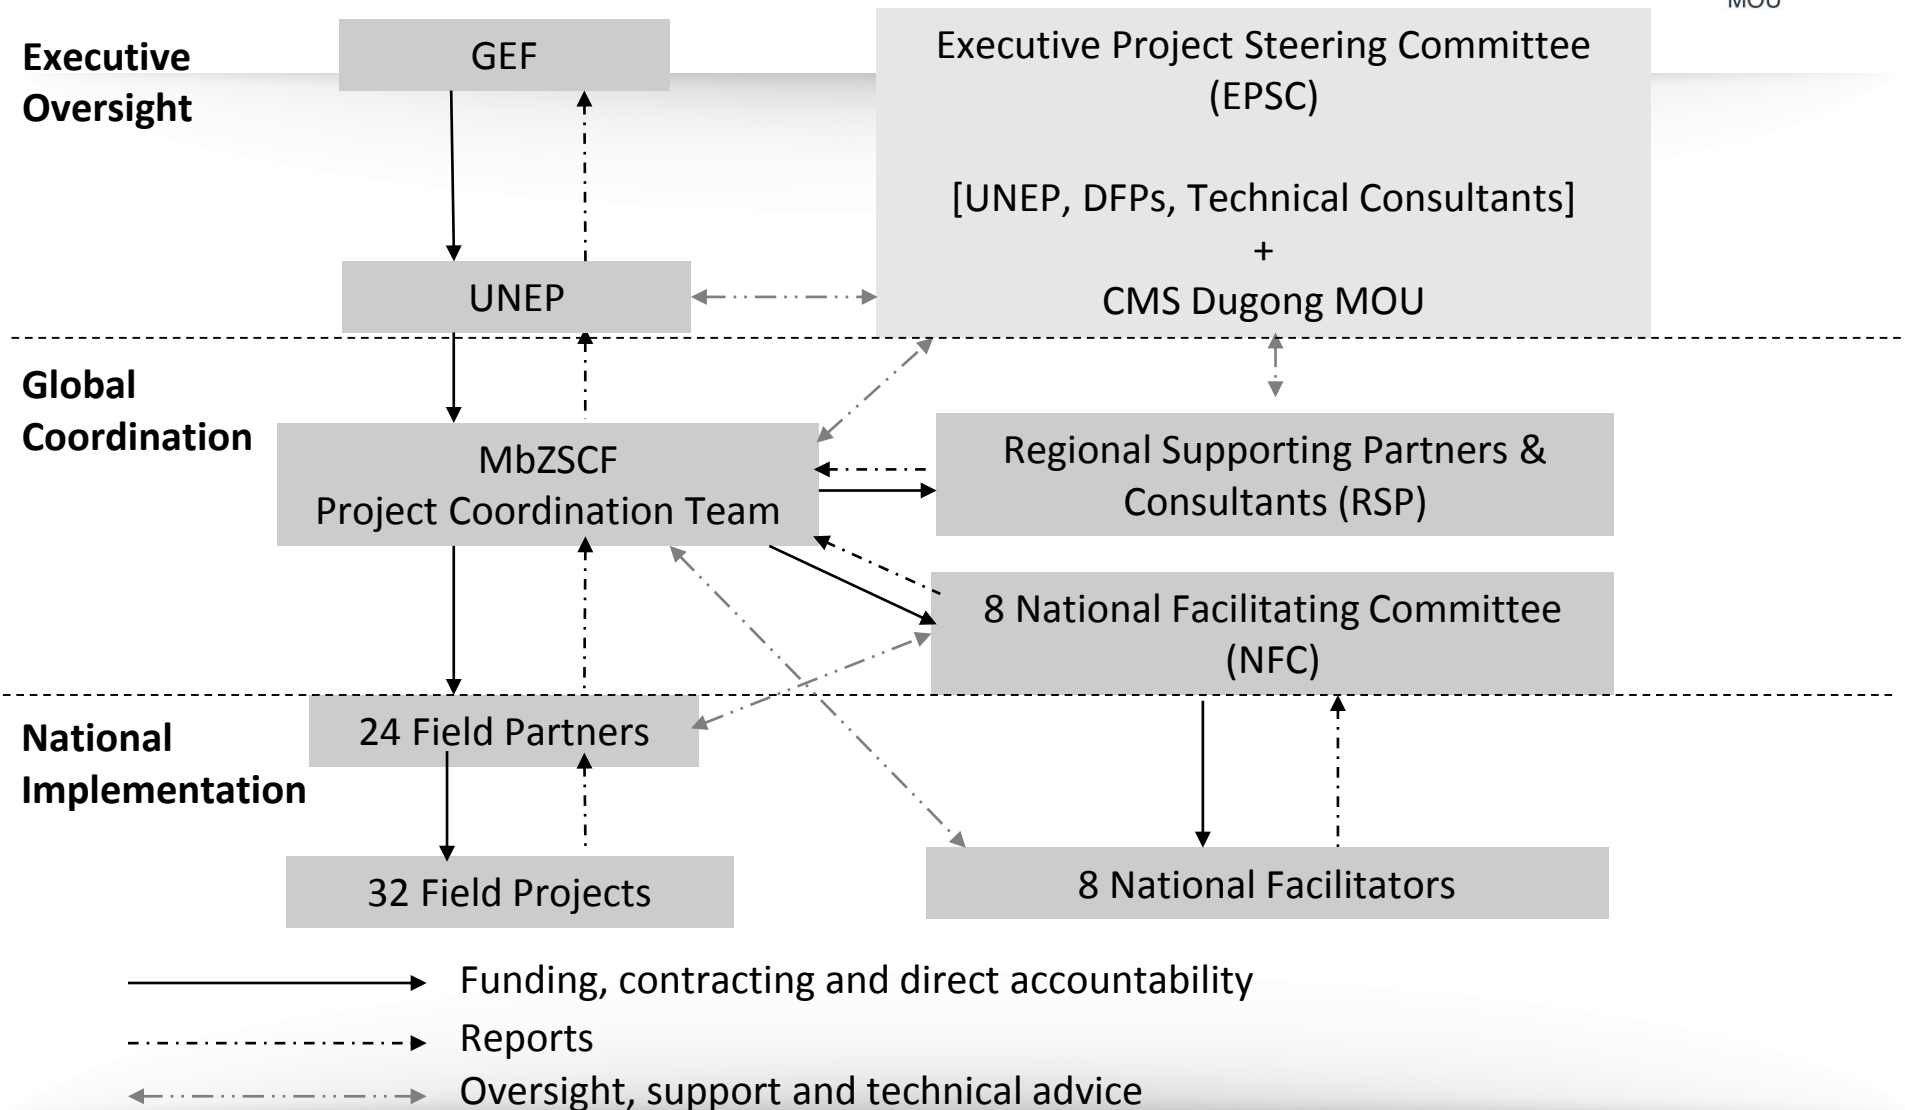 MOU
Executive
Oversight
GEF
Executive Project Steering Committee
(EPSC)
[UNEP, DFPs, Technical Consultants]
+
CMS Dugong MOU
UNEP
Global
Coordination
MbZSCF
Project Coordination Team
Regional Supporting Partners &
Consultants (RSP)
8 National Facilitating Committee
(NFC)
National
Implementation
24 Field Partners
32 Field Projects
8 National Facilitators
Funding, contracting and direct accountability
Reports
Oversight, support and technical advice